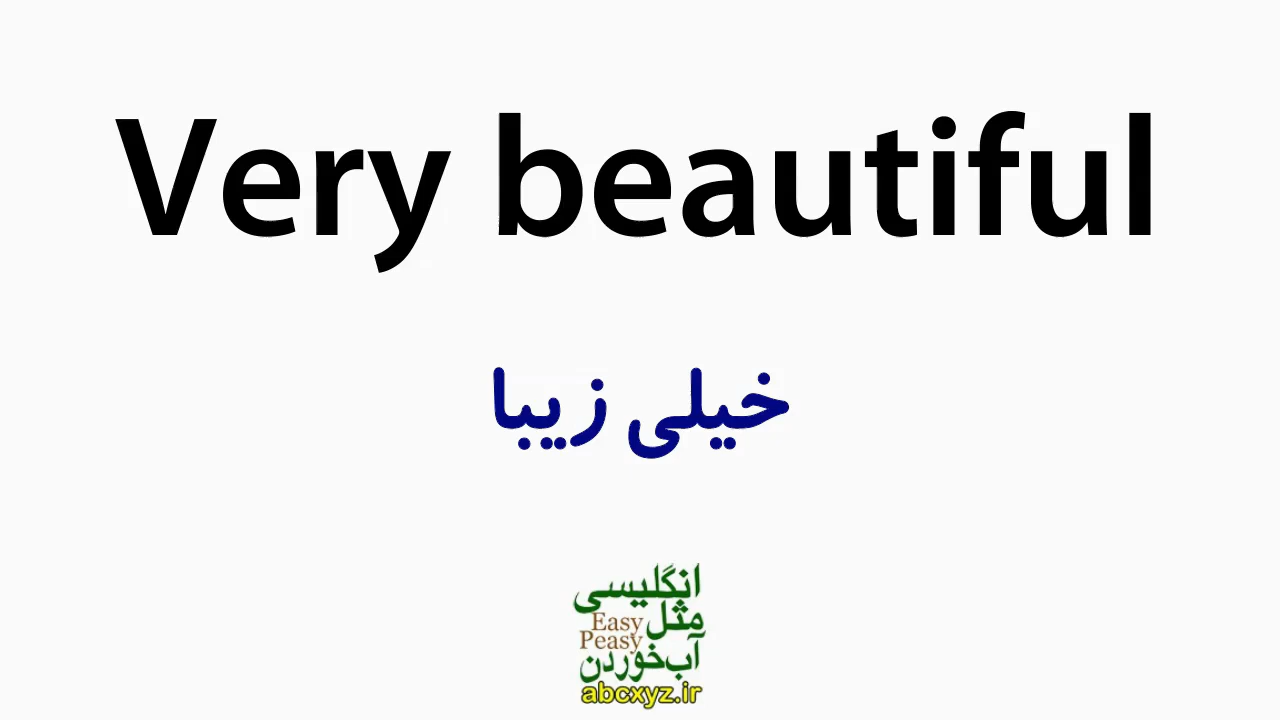 Very beautiful
خیلی زیبا
انگلیسی
مثل
Easy
Peasy
آب‌خوردن
abcxyz.ir